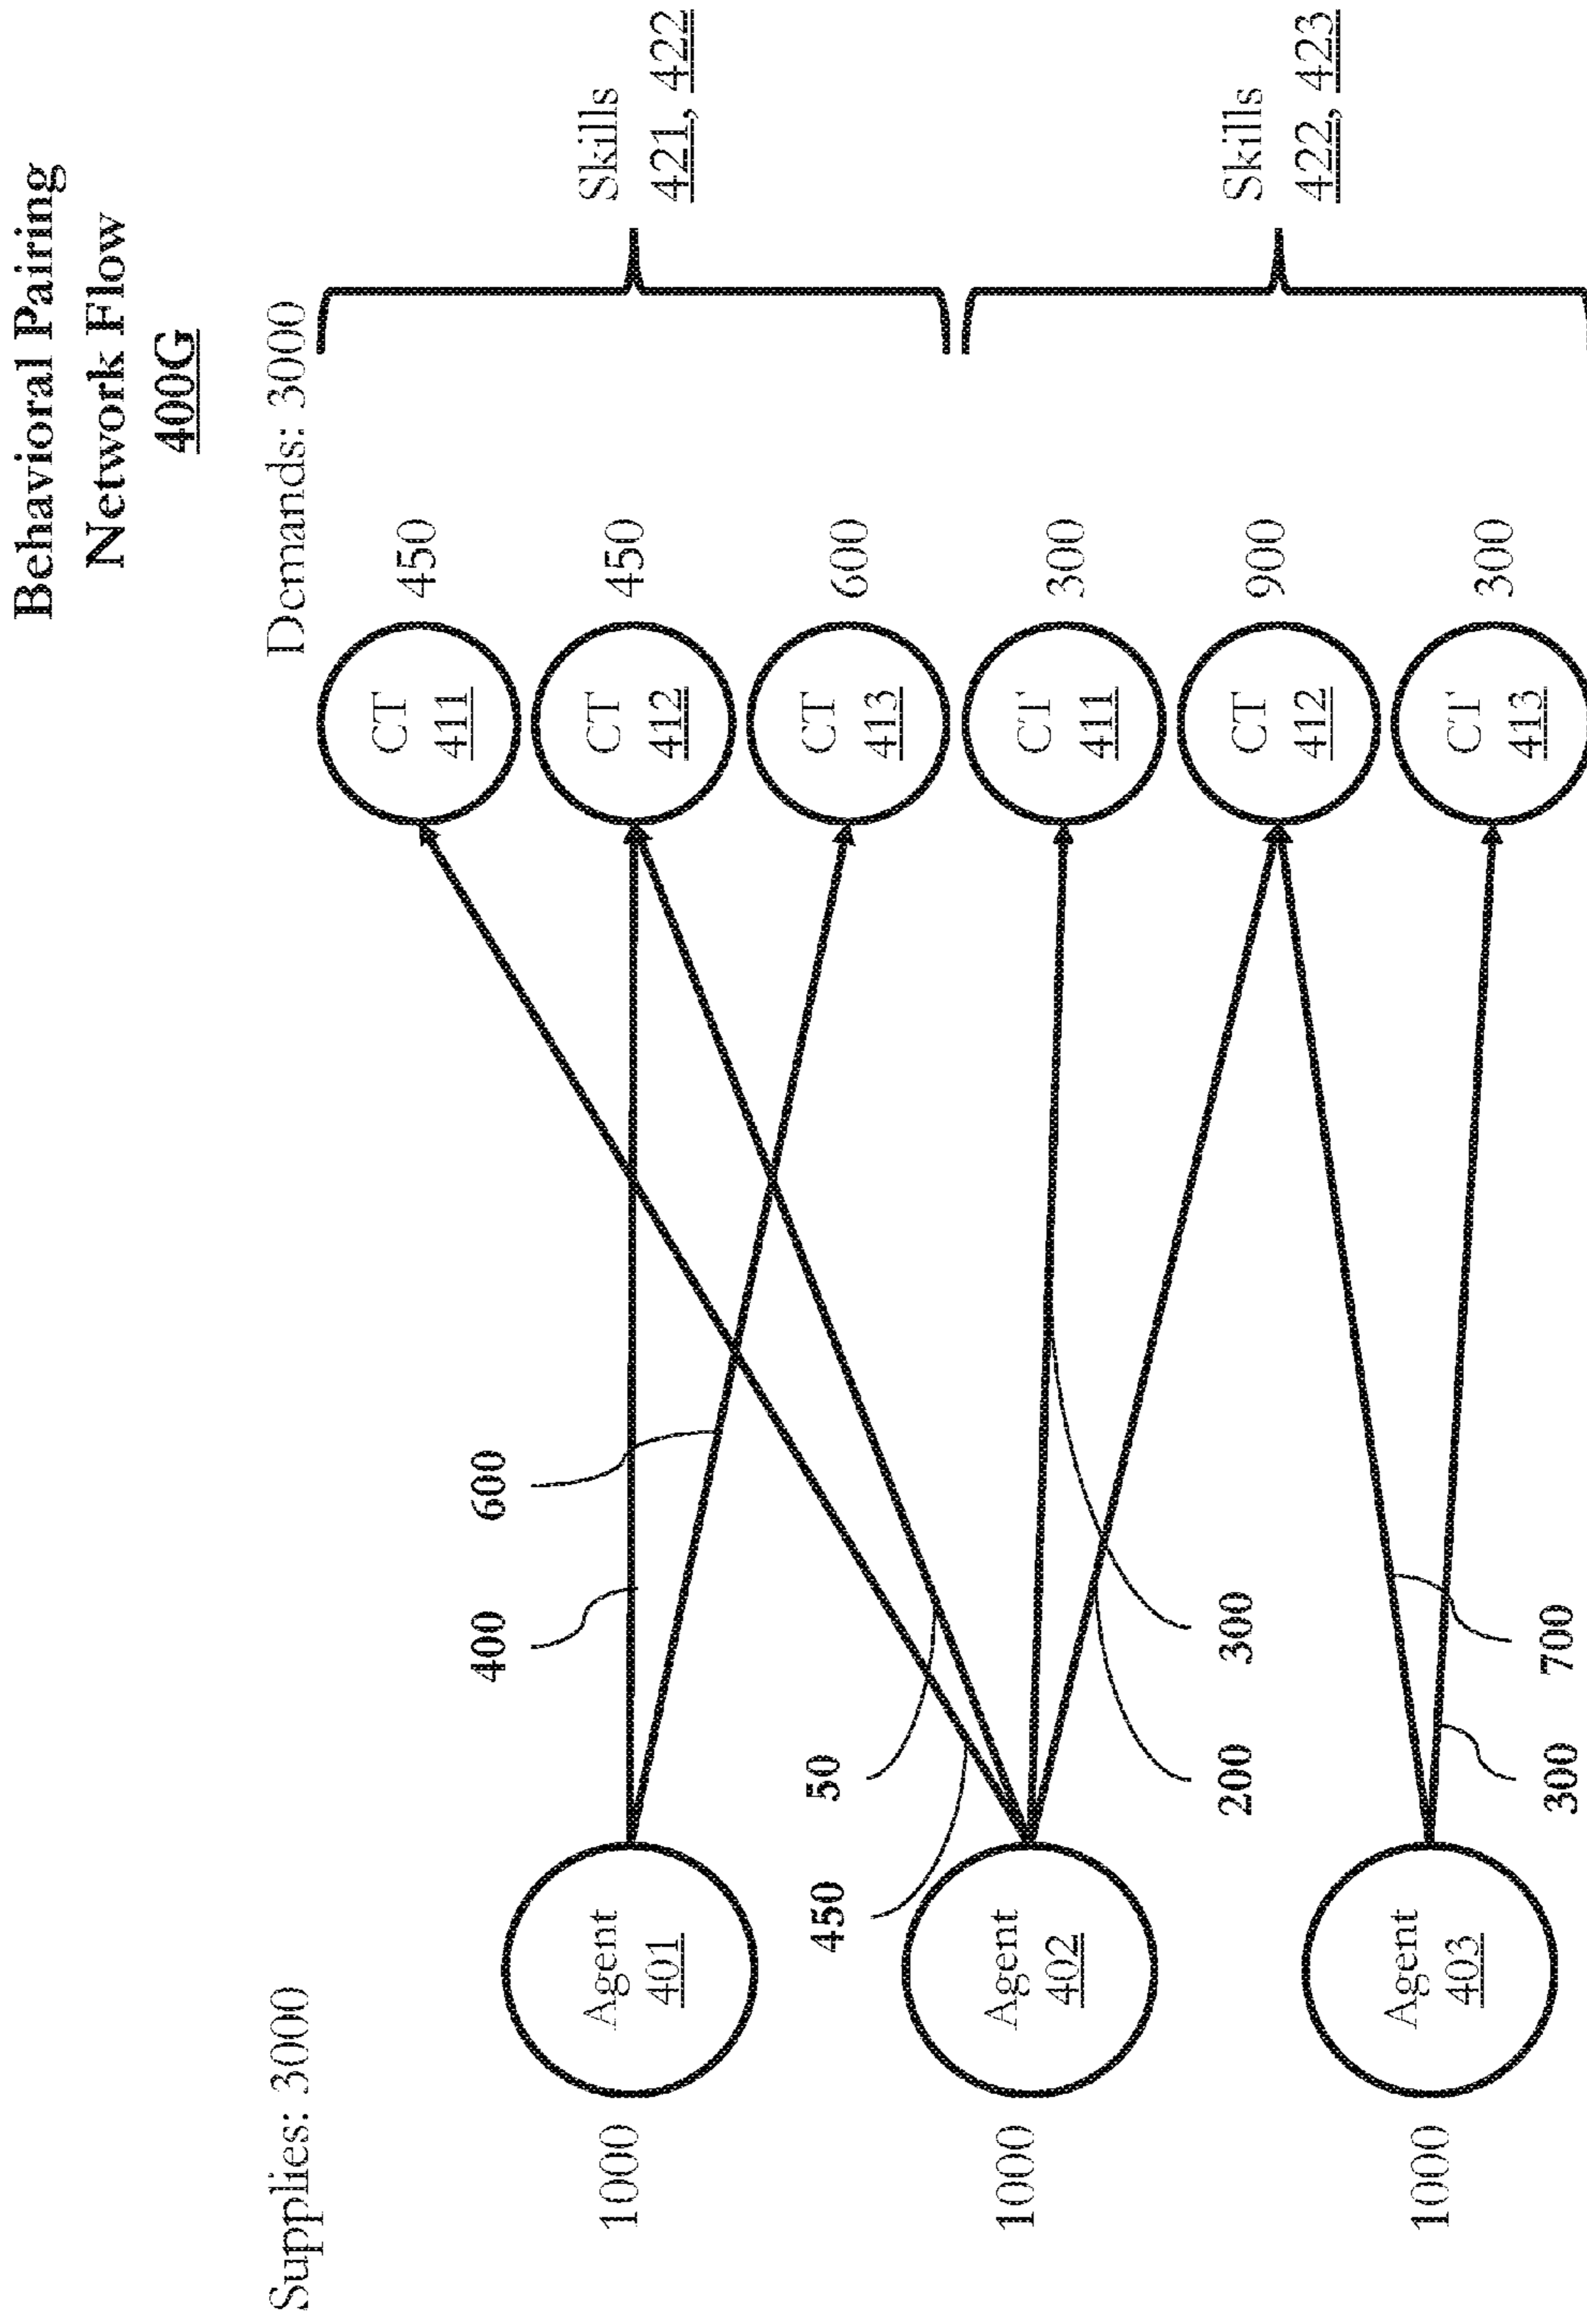 Behavioral Pairing
Network Flow
400G
Supplies: 3000
Demands: 3000
1000
Agent
401
1000
Agent
402
1000
Agent
403
400
600
450
50
200
300
300
700
CT
411
450
CT
412
450
CT
413
600
CT
411
300
CT
412
900
CT
413
300
Skills
421, 422
Skills
422, 423